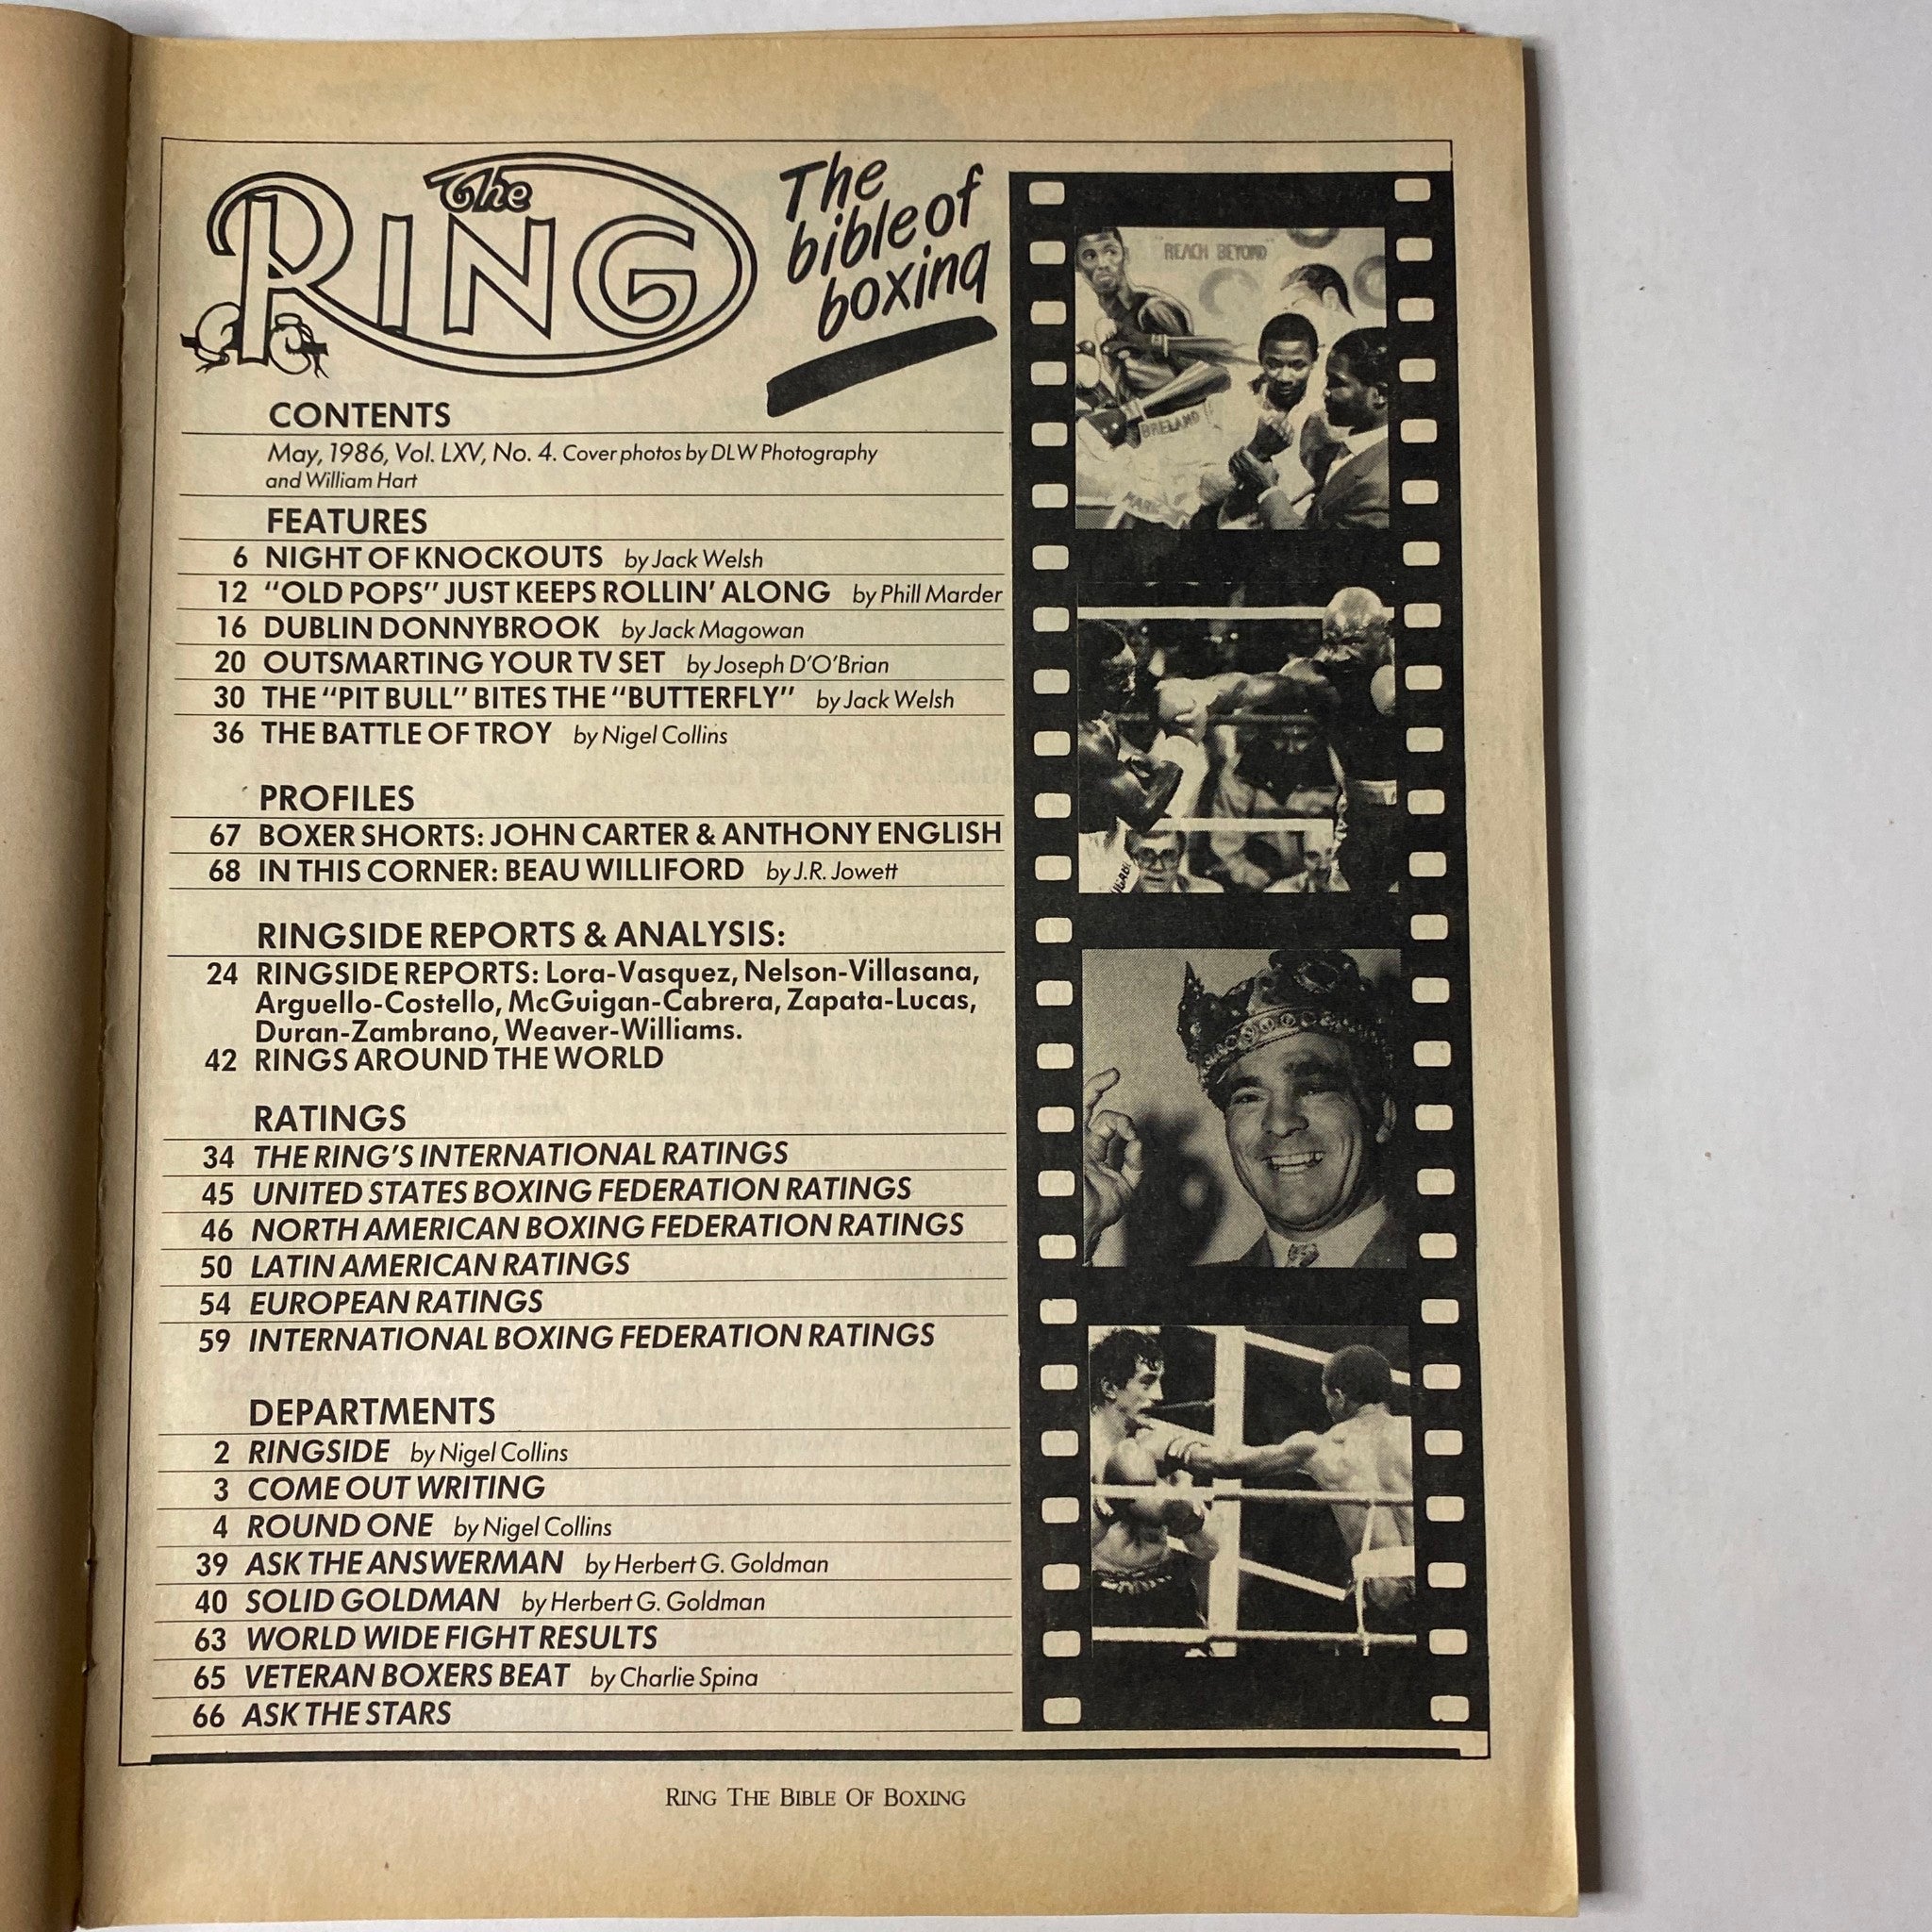 The
RING
The
bible of
boxing
CONTENTS
May, 1986, Vol. LXV, No. 4. Cover photos by DLW Photography
and William Hart
FEATURES
6 NIGHT OF KNOCKOUTS by Jack Welsh
12 "OLD POPS" JUST KEEPS ROLLIN' ALONG by Phill Marder
16 DUBLIN DONNYBROOK by Jack Magowan
20 OUTSMARTING YOUR TV SET by Joseph D'O'Brian
30 THE "PIT BULL" BITES THE "BUTTERFLY" by Jack Welsh
36 THE BATTLE OF TROY by Nigel Collins
PROFILES
67 BOXER SHORTS: JOHN CARTER & ANTHONY ENGLISH
68 IN THIS CORNER: BEAU WILLIFORD by J.R. Jowett
RINGSIDE REPORTS & ANALYSIS:
24 RINGSIDE REPORTS: Lora-Vasquez, Nelson-Villasana,
Arguello-Costello, McGuigan-Cabrera, Zapata-Lucas,
Duran-Zambrano, Weaver-Williams.
42 RINGS AROUND THE WORLD
RATINGS
34 THE RING'S INTERNATIONAL RATINGS
45 UNITED STATES BOXING FEDERATION RATINGS
46 NORTH AMERICAN BOXING FEDERATION RATINGS
50 LATIN AMERICAN RATINGS
54 EUROPEAN RATINGS
59 INTERNATIONAL BOXING FEDERATION RATINGS
DEPARTMENTS
2 RINGSIDE by Nigel Collins
3 COME OUT WRITING
4 ROUND ONE by Nigel Collins
39 ASK THE ANSWERMAN by Herbert G. Goldman
40 SOLID GOLDMAN by Herbert G. Goldman
63 WORLD WIDE FIGHT RESULTS
65 VETERAN BOXERS BEAT by Charlie Spina
66 ASK THE STARS
"REACH BEYOND"
BRELAND
MARK
RING THE BIBLE OF BOXING